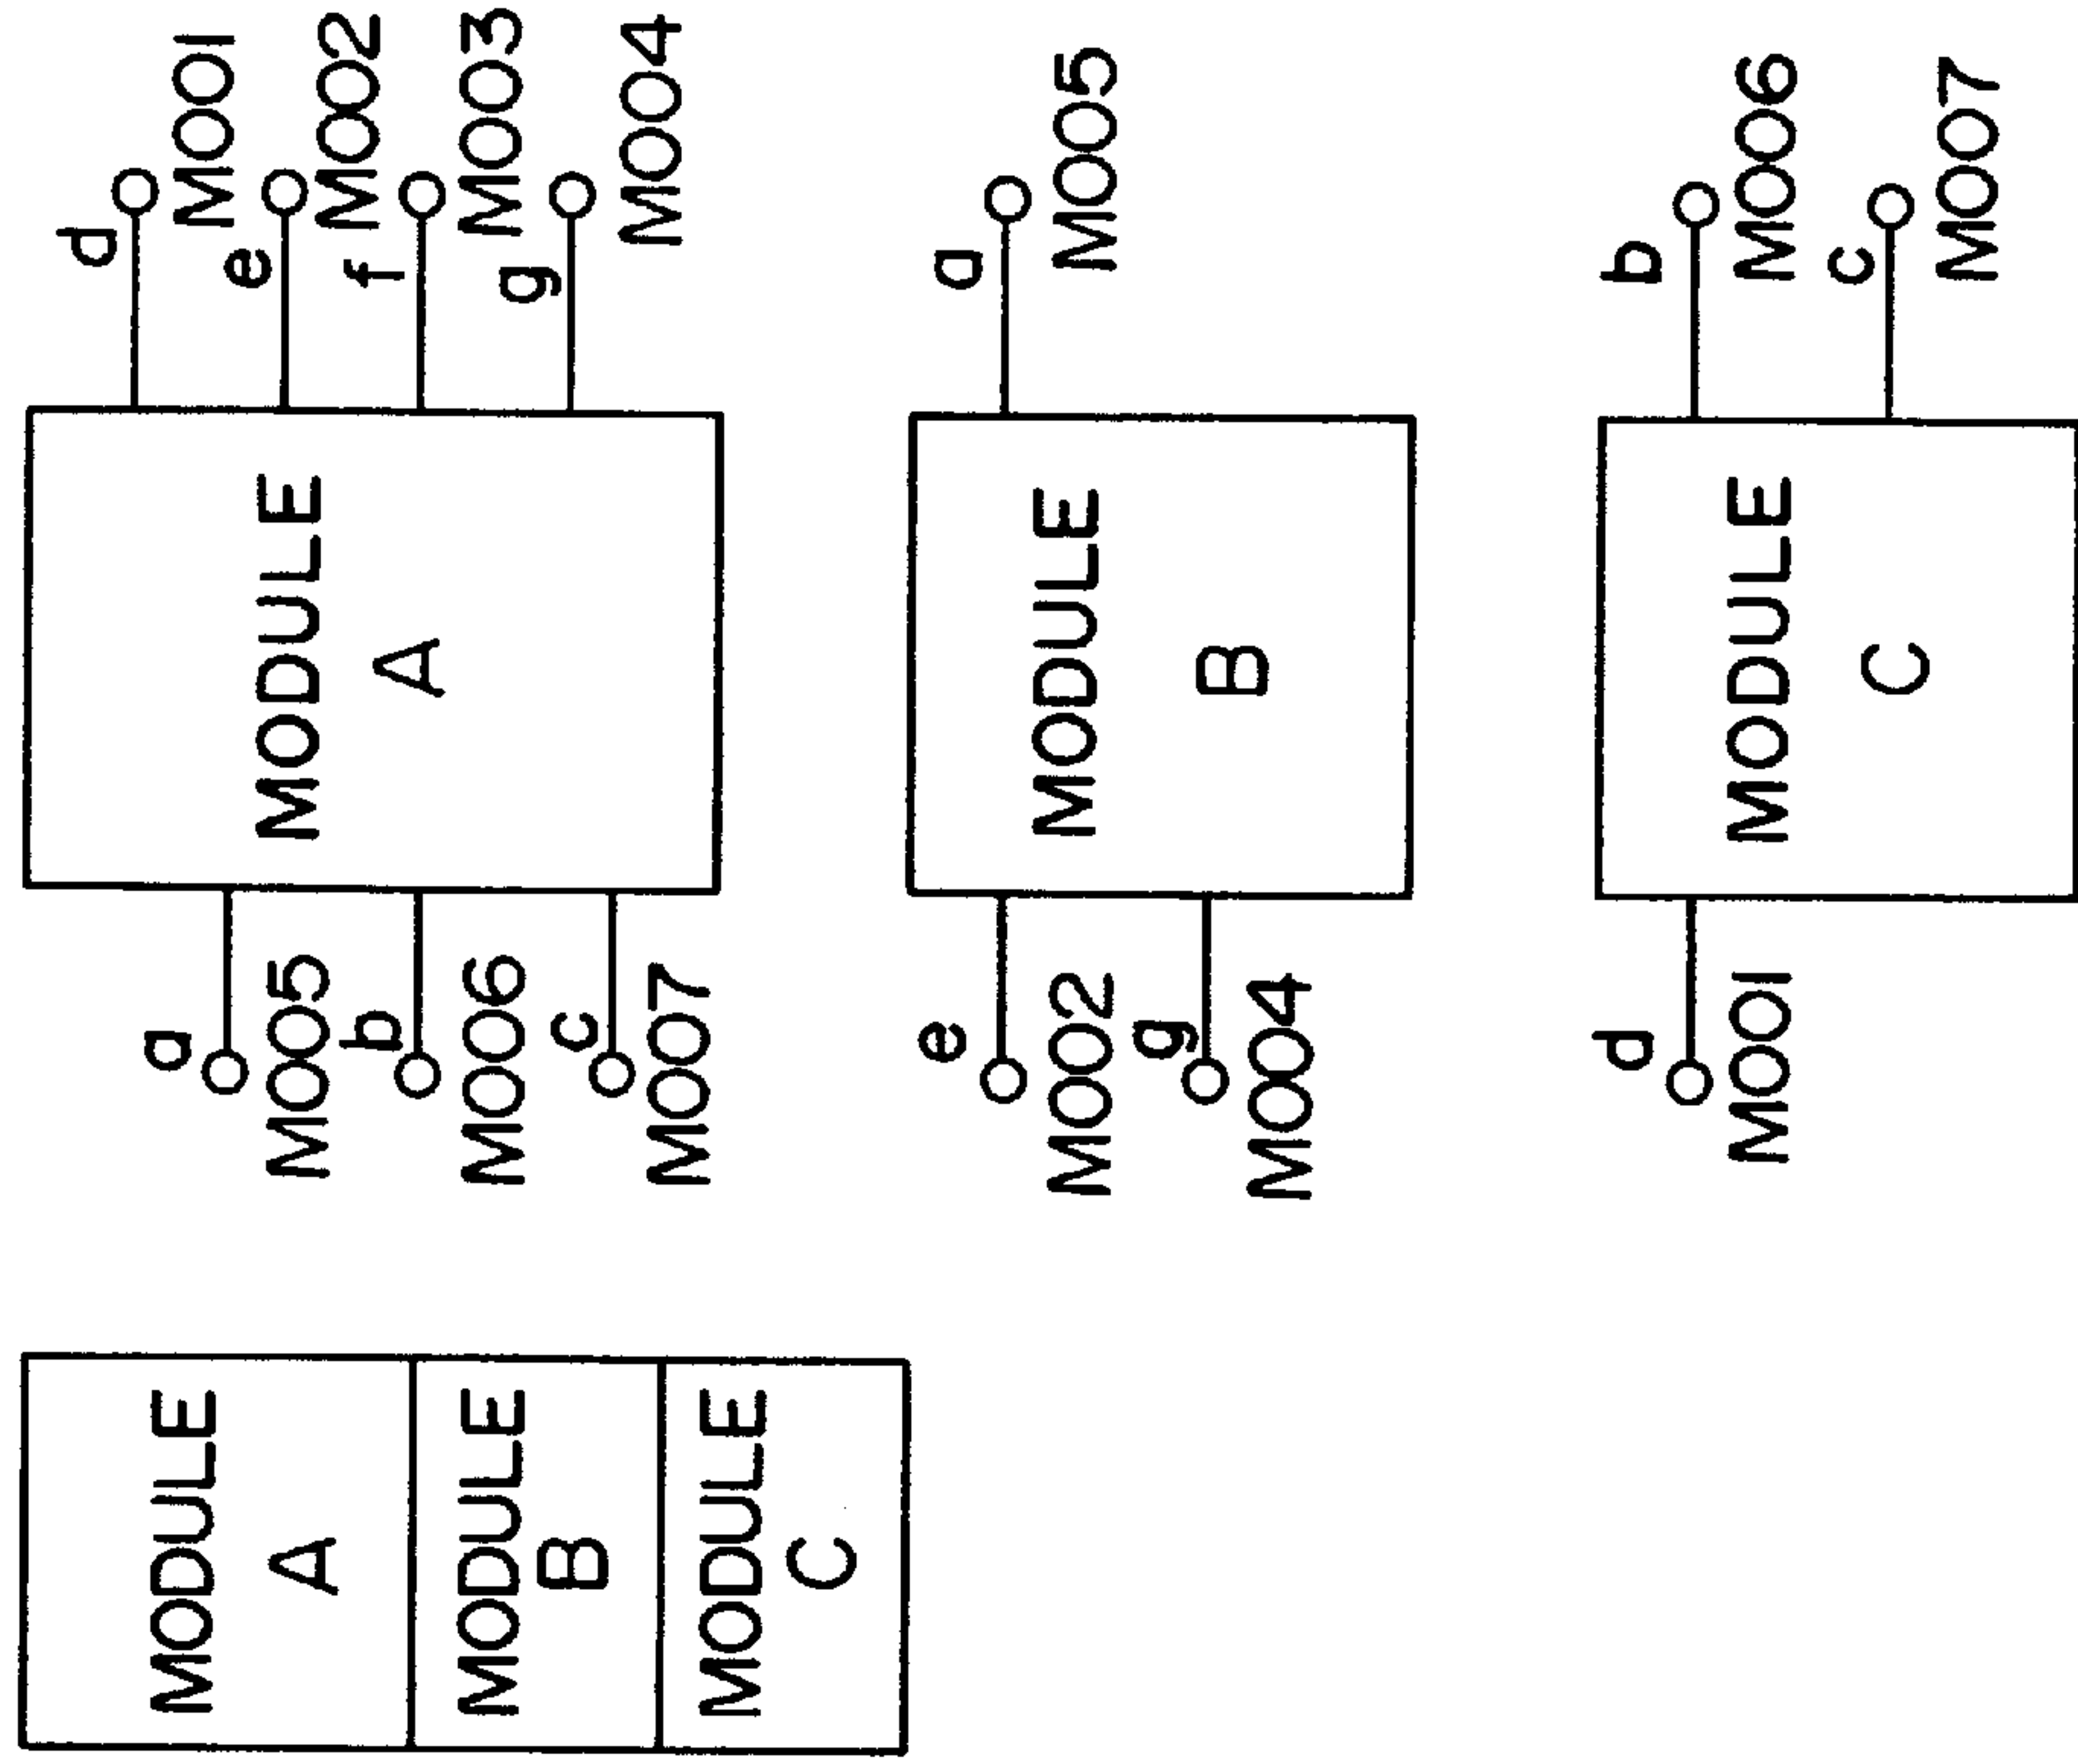 MODULE
A
MODULE
B
MODULE
C
a
M005
b
M006
c
M007
MODULE
A
d
M001
e
M002
f
M003
g
M004
e
M002
g
M004
MODULE
B
a
M005
d
M001
MODULE
C
b
M006
c
M007